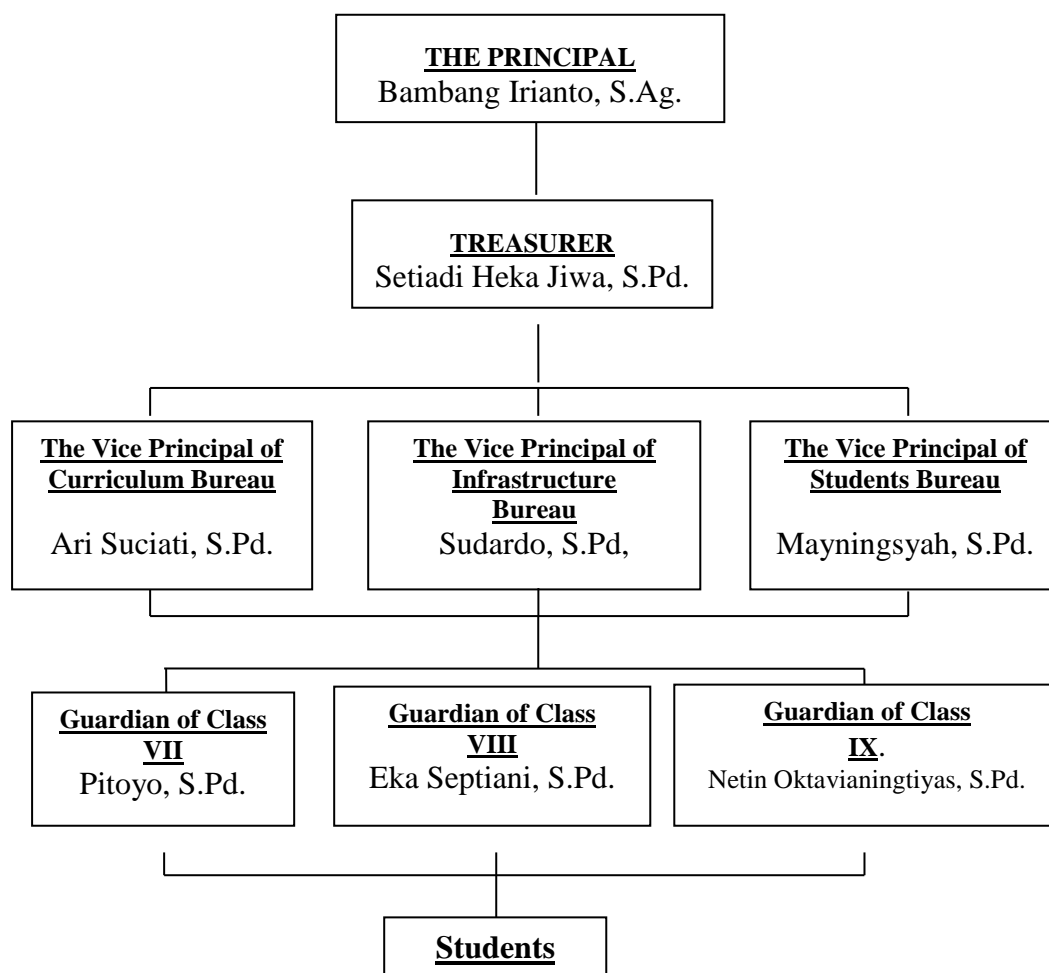 THE PRINCIPAL
Bambang Irianto, S.Ag.
TREASURER
Setiadi Heka Jiwa, S.Pd.
The Vice Principal of
Curriculum Bureau
Ari Suciati, S.Pd.
The Vice Principal of
Infrastructure
Bureau
Sudardo, S.Pd,
The Vice Principal of
Students Bureau
Mayningsyah, S.Pd.
Guardian of Class
VII
Pitoyo, S.Pd.
Guardian of Class
VIII
Eka Septiani, S.Pd.
Guardian of Class
IX.
Netin Oktavianingtiyas, S.Pd.
Students